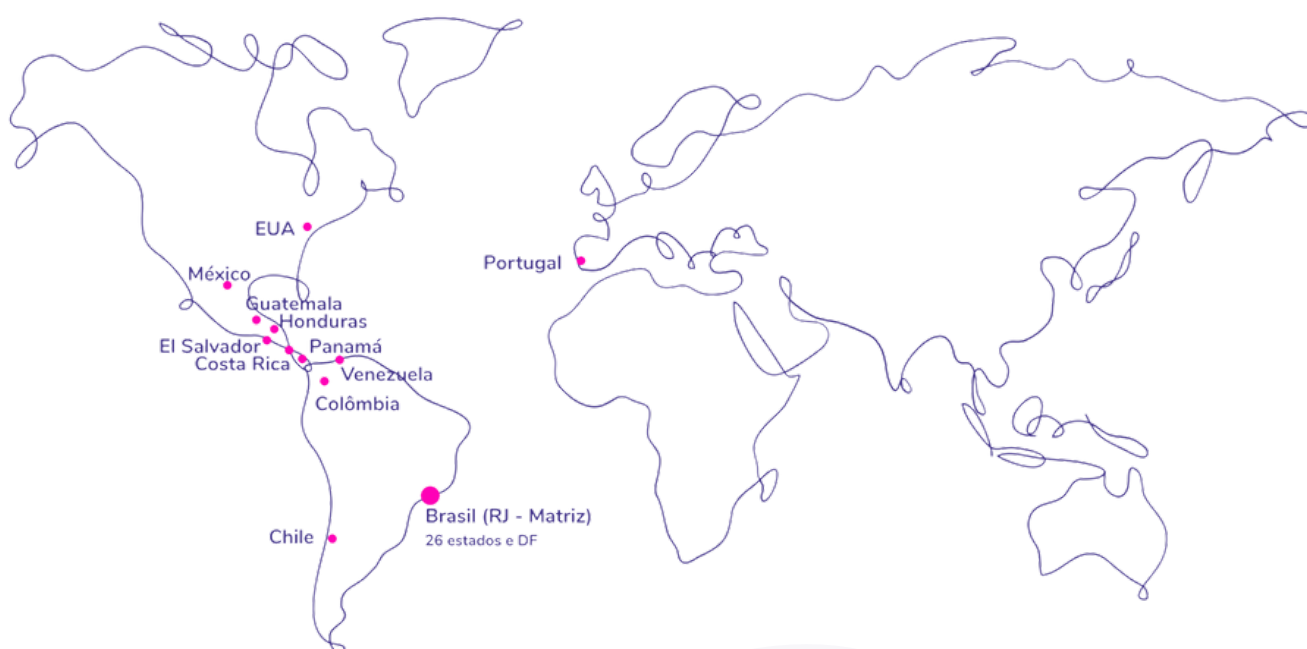 EUA
Portugal
México
Guatemala
Honduras
El Salvador
Panamá
Costa Rica
Venezuela
Colômbia
Brasil (RJ - Matriz)
26 estados e DF
Chile